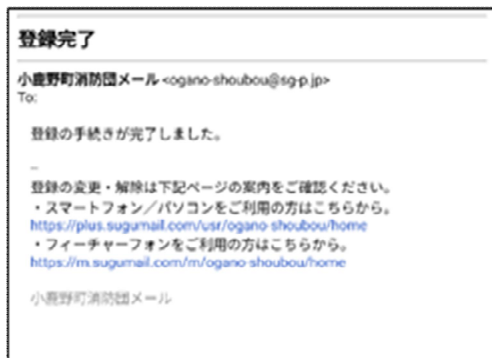 登録完了
小鹿野町消防団メール <ogano-shoubou@sg-p.jp>
To:
登録の手続きが完了しました。
--
登録の変更・解除は下記ページの案内をご確認ください。
・スマートフォン／パソコンをご利用の方はこちらから。
https://plus.sugumail.com/usr/ogano-shoubou/home
・フィーチャーフォンをご利用の方はこちらから。
https://m.sugumail.com/m/ogano-shoubou/home
小鹿野町消防団メール